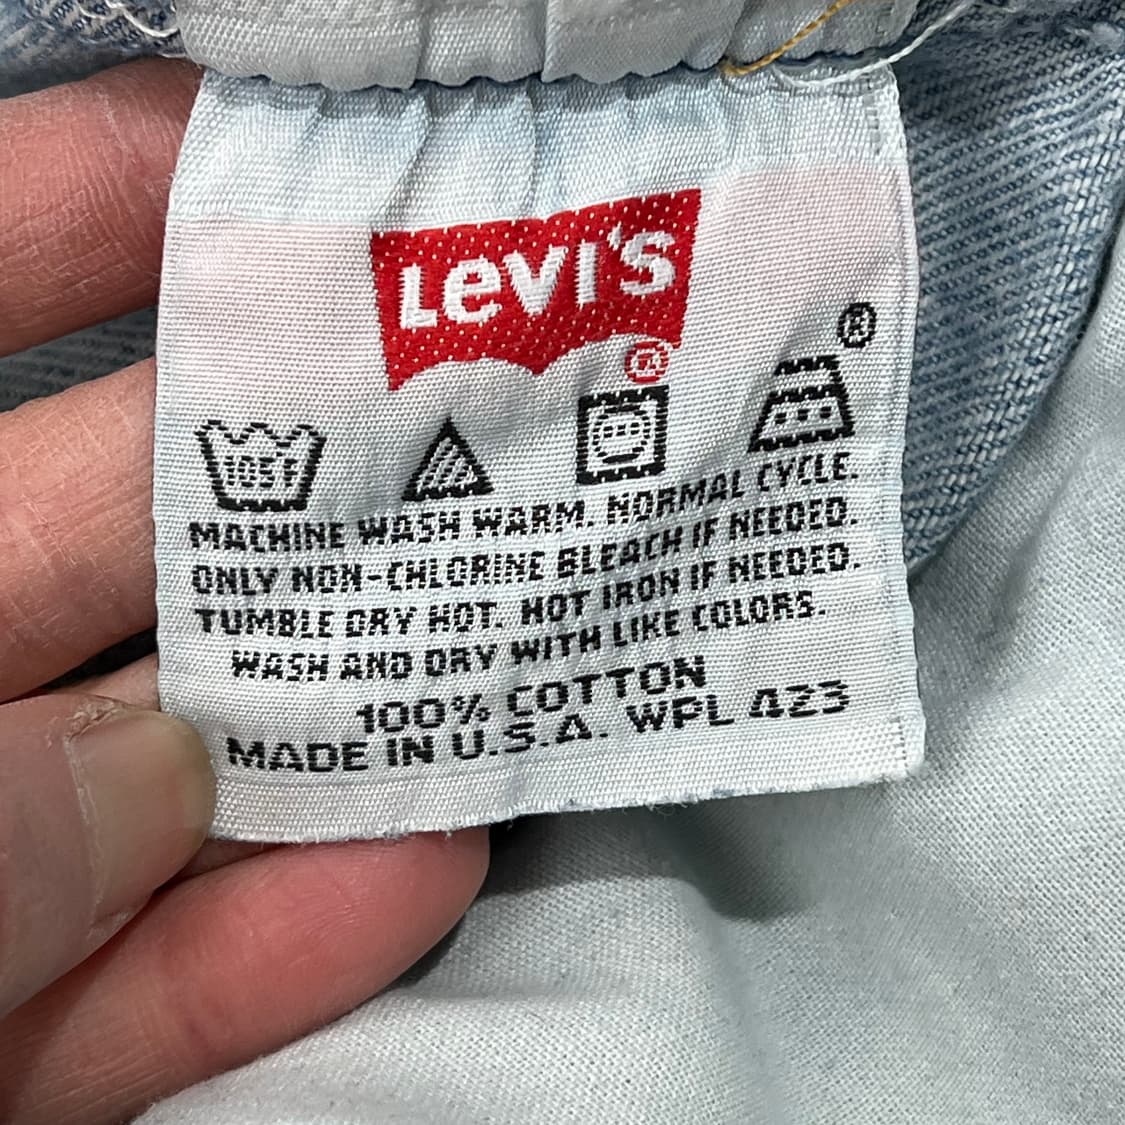 LEVI'S
®
®
105F
MACHINE WASH WARM. NORMAL CYCLE.
ONLY NON-CHLORINE BLEACH IF NEEDED.
TUMBLE DRY HOT. HOT IRON IF NEEDED.
WASH AND DRY WITH LIKE COLORS.
100% COTTON
MADE IN U.S.A. WPL 423